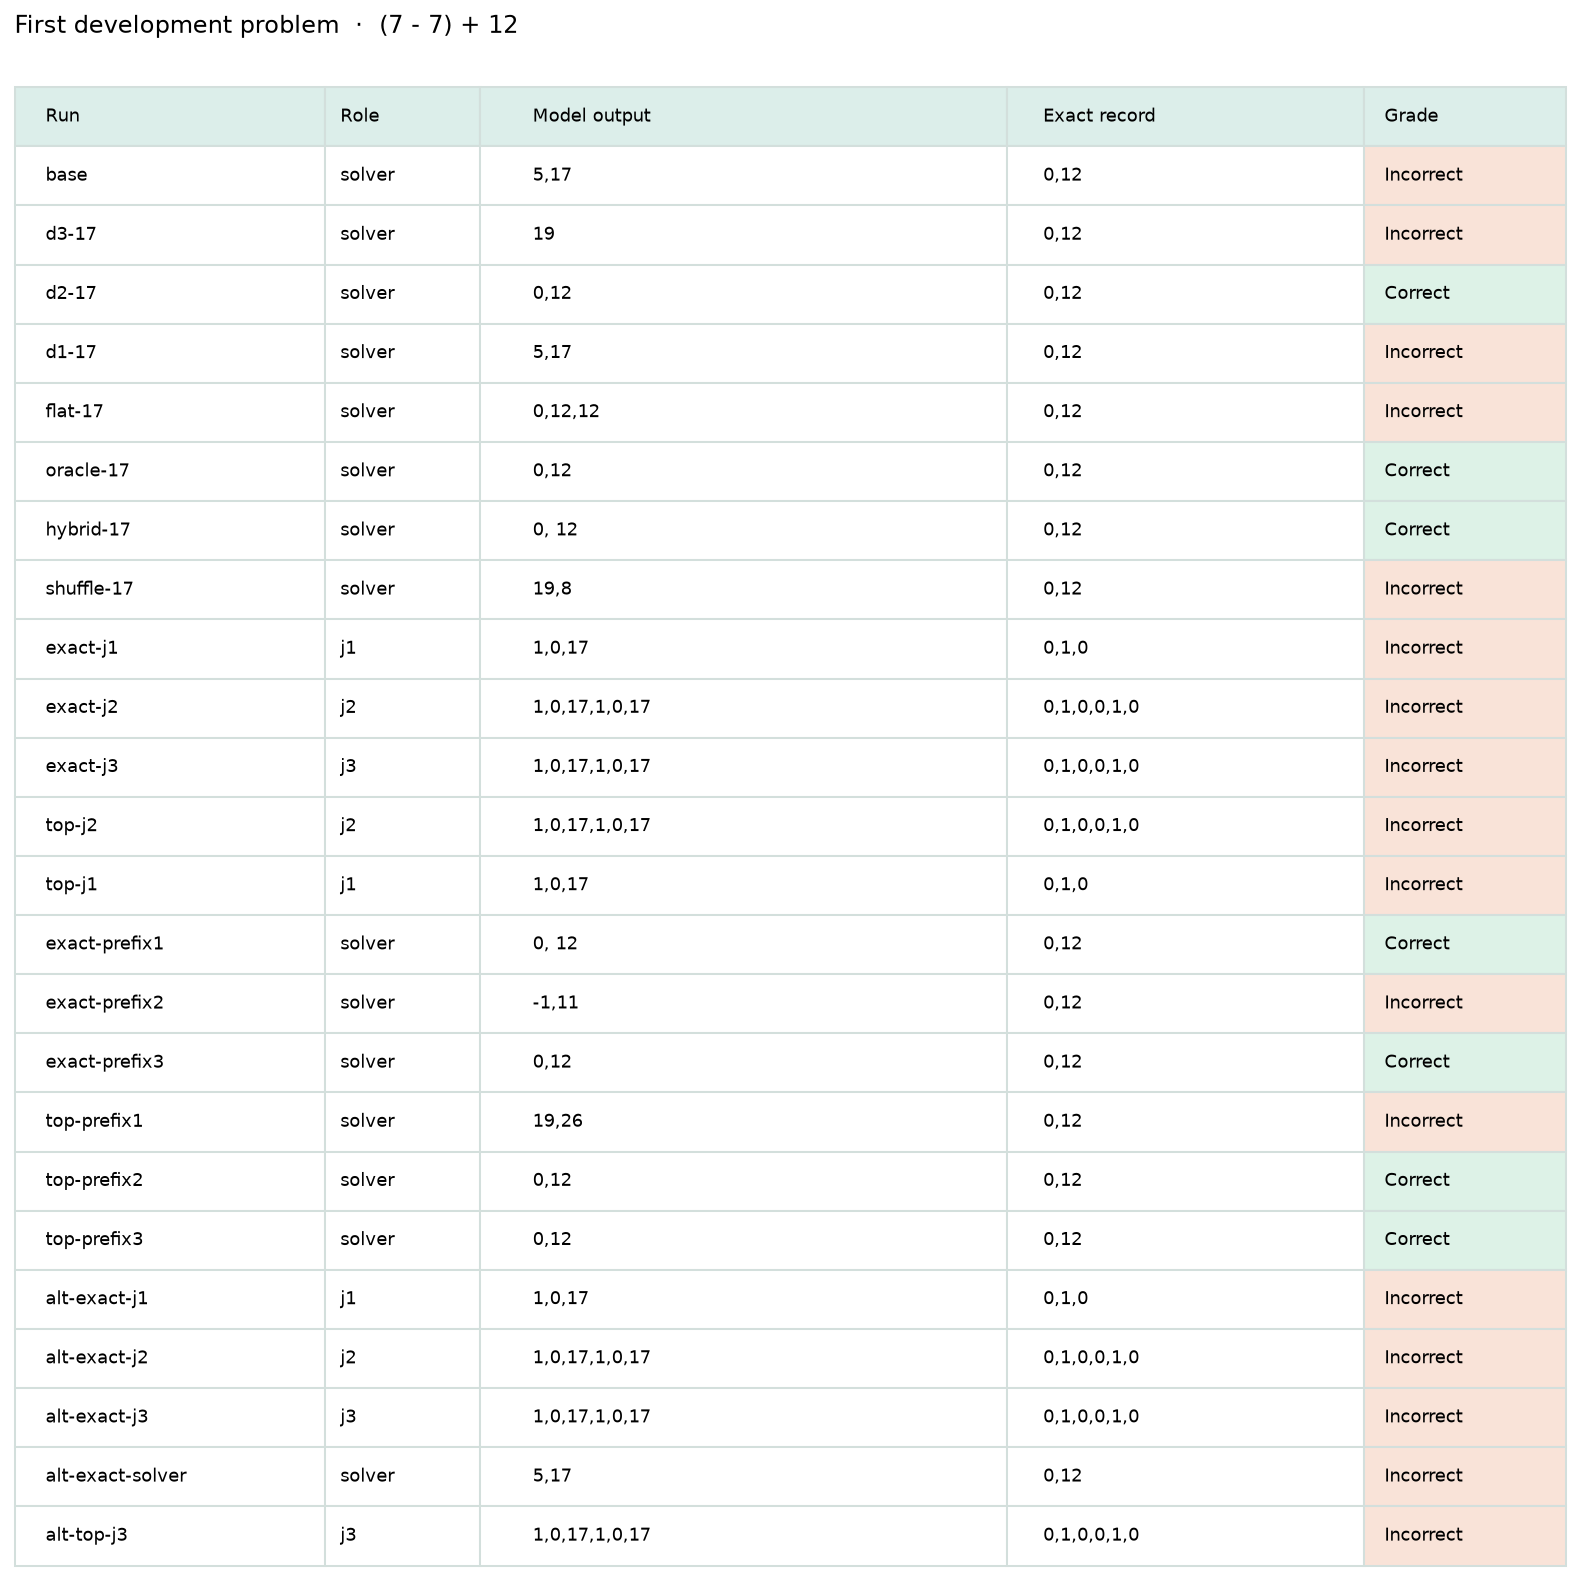 First development problem · (7 - 7) + 12
Run Role Model output Exact record Grade
base solver 5,17 0,12 Incorrect
d3-17 solver 19 0,12 Incorrect
d2-17 solver 0,12 0,12 Correct
d1-17 solver 5,17 0,12 Incorrect
flat-17 solver 0,12,12 0,12 Incorrect
oracle-17 solver 0,12 0,12 Correct
hybrid-17 solver 0, 12 0,12 Correct
shuffle-17 solver 19,8 0,12 Incorrect
exact-j1 j1 1,0,17 0,1,0 Incorrect
exact-j2 j2 1,0,17,1,0,17 0,1,0,0,1,0 Incorrect
exact-j3 j3 1,0,17,1,0,17 0,1,0,0,1,0 Incorrect
top-j2 j2 1,0,17,1,0,17 0,1,0,0,1,0 Incorrect
top-j1 j1 1,0,17 0,1,0 Incorrect
exact-prefix1 solver 0, 12 0,12 Correct
exact-prefix2 solver -1,11 0,12 Incorrect
exact-prefix3 solver 0,12 0,12 Correct
top-prefix1 solver 19,26 0,12 Incorrect
top-prefix2 solver 0,12 0,12 Correct
top-prefix3 solver 0,12 0,12 Correct
alt-exact-j1 j1 1,0,17 0,1,0 Incorrect
alt-exact-j2 j2 1,0,17,1,0,17 0,1,0,0,1,0 Incorrect
alt-exact-j3 j3 1,0,17,1,0,17 0,1,0,0,1,0 Incorrect
alt-exact-solver solver 5,17 0,12 Incorrect
alt-top-j3 j3 1,0,17,1,0,17 0,1,0,0,1,0 Incorrect